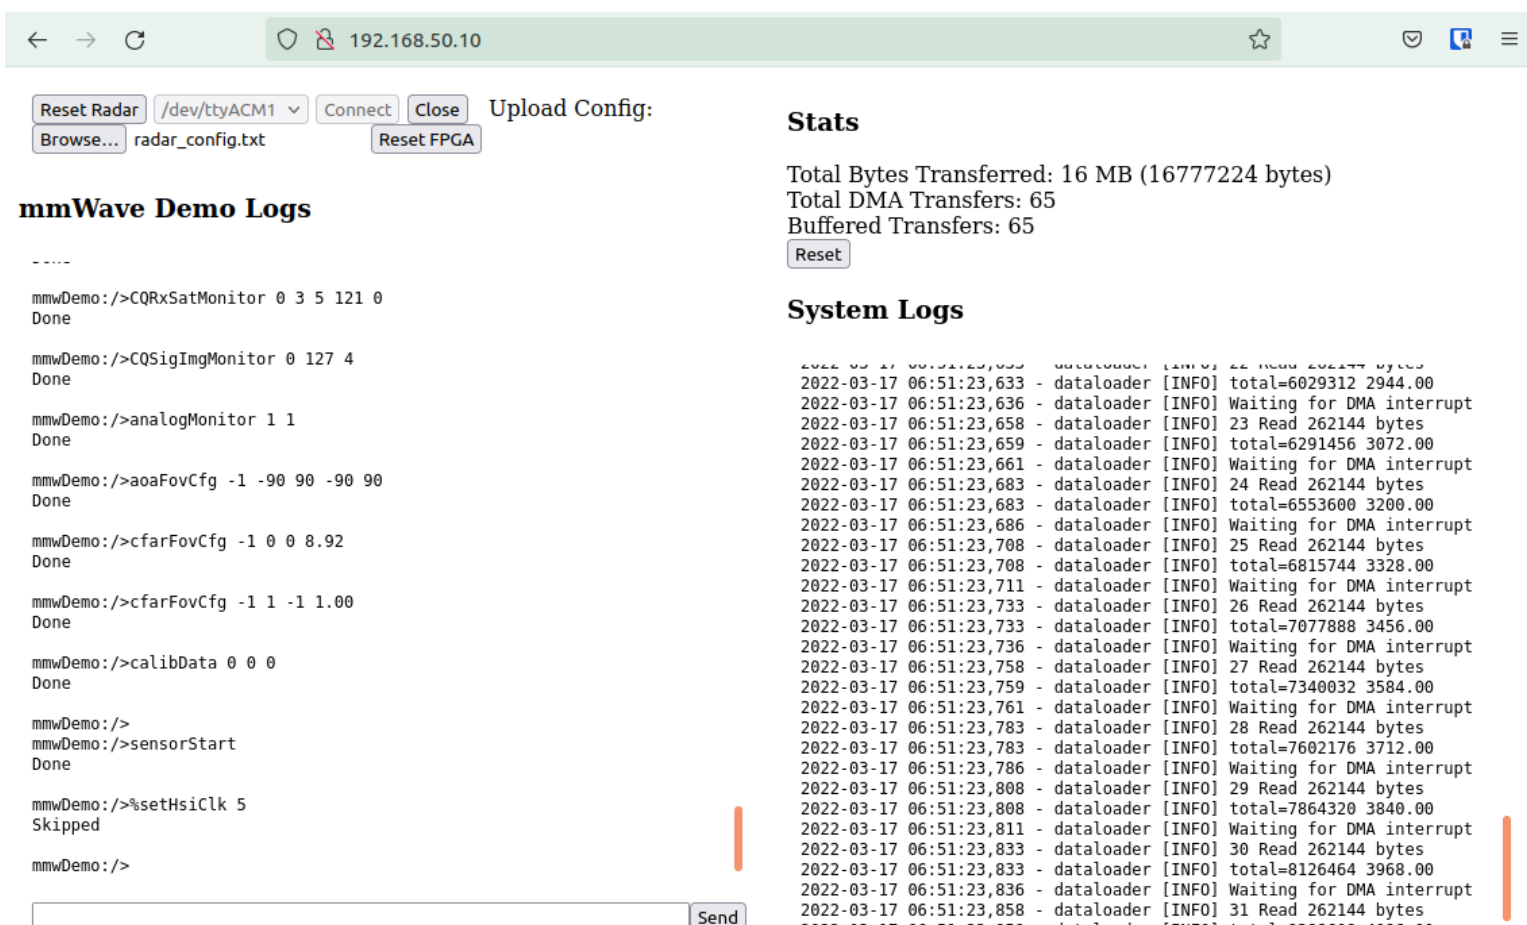 192.168.50.10
Reset Radar /dev/ttyACM1 Connect Close Upload Config:
Browse... radar_config.txt Reset FPGA
mmWave Demo Logs
mmwDemo:/>CQRxSatMonitor 0 3 5 121 0
Done
mmwDemo:/>CQSigImgMonitor 0 127 4
Done
mmwDemo:/>analogMonitor 1 1
Done
mmwDemo:/>aoaFovCfg -1 -90 90 -90 90
Done
mmwDemo:/>cfarFovCfg -1 0 0 8.92
Done
mmwDemo:/>cfarFovCfg -1 1 -1 1.00
Done
mmwDemo:/>calibData 0 0 0
Done
mmwDemo:/>
mmwDemo:/>sensorStart
Done
mmwDemo:/>%setHsiClk 5
Skipped
mmwDemo:/>
Send
Stats
Total Bytes Transferred: 16 MB (16777224 bytes)
Total DMA Transfers: 65
Buffered Transfers: 65
Reset
System Logs
2022-03-17 06:51:23,633 - dataloader [INFO] total=6029312 2944.00
2022-03-17 06:51:23,636 - dataloader [INFO] Waiting for DMA interrupt
2022-03-17 06:51:23,658 - dataloader [INFO] 23 Read 262144 bytes
2022-03-17 06:51:23,659 - dataloader [INFO] total=6291456 3072.00
2022-03-17 06:51:23,661 - dataloader [INFO] Waiting for DMA interrupt
2022-03-17 06:51:23,683 - dataloader [INFO] 24 Read 262144 bytes
2022-03-17 06:51:23,683 - dataloader [INFO] total=6553600 3200.00
2022-03-17 06:51:23,686 - dataloader [INFO] Waiting for DMA interrupt
2022-03-17 06:51:23,708 - dataloader [INFO] 25 Read 262144 bytes
2022-03-17 06:51:23,708 - dataloader [INFO] total=6815744 3328.00
2022-03-17 06:51:23,711 - dataloader [INFO] Waiting for DMA interrupt
2022-03-17 06:51:23,733 - dataloader [INFO] 26 Read 262144 bytes
2022-03-17 06:51:23,733 - dataloader [INFO] total=7077888 3456.00
2022-03-17 06:51:23,736 - dataloader [INFO] Waiting for DMA interrupt
2022-03-17 06:51:23,758 - dataloader [INFO] 27 Read 262144 bytes
2022-03-17 06:51:23,759 - dataloader [INFO] total=7340032 3584.00
2022-03-17 06:51:23,761 - dataloader [INFO] Waiting for DMA interrupt
2022-03-17 06:51:23,783 - dataloader [INFO] 28 Read 262144 bytes
2022-03-17 06:51:23,783 - dataloader [INFO] total=7602176 3712.00
2022-03-17 06:51:23,786 - dataloader [INFO] Waiting for DMA interrupt
2022-03-17 06:51:23,808 - dataloader [INFO] 29 Read 262144 bytes
2022-03-17 06:51:23,808 - dataloader [INFO] total=7864320 3840.00
2022-03-17 06:51:23,811 - dataloader [INFO] Waiting for DMA interrupt
2022-03-17 06:51:23,833 - dataloader [INFO] 30 Read 262144 bytes
2022-03-17 06:51:23,833 - dataloader [INFO] total=8126464 3968.00
2022-03-17 06:51:23,836 - dataloader [INFO] Waiting for DMA interrupt
2022-03-17 06:51:23,858 - dataloader [INFO] 31 Read 262144 bytes